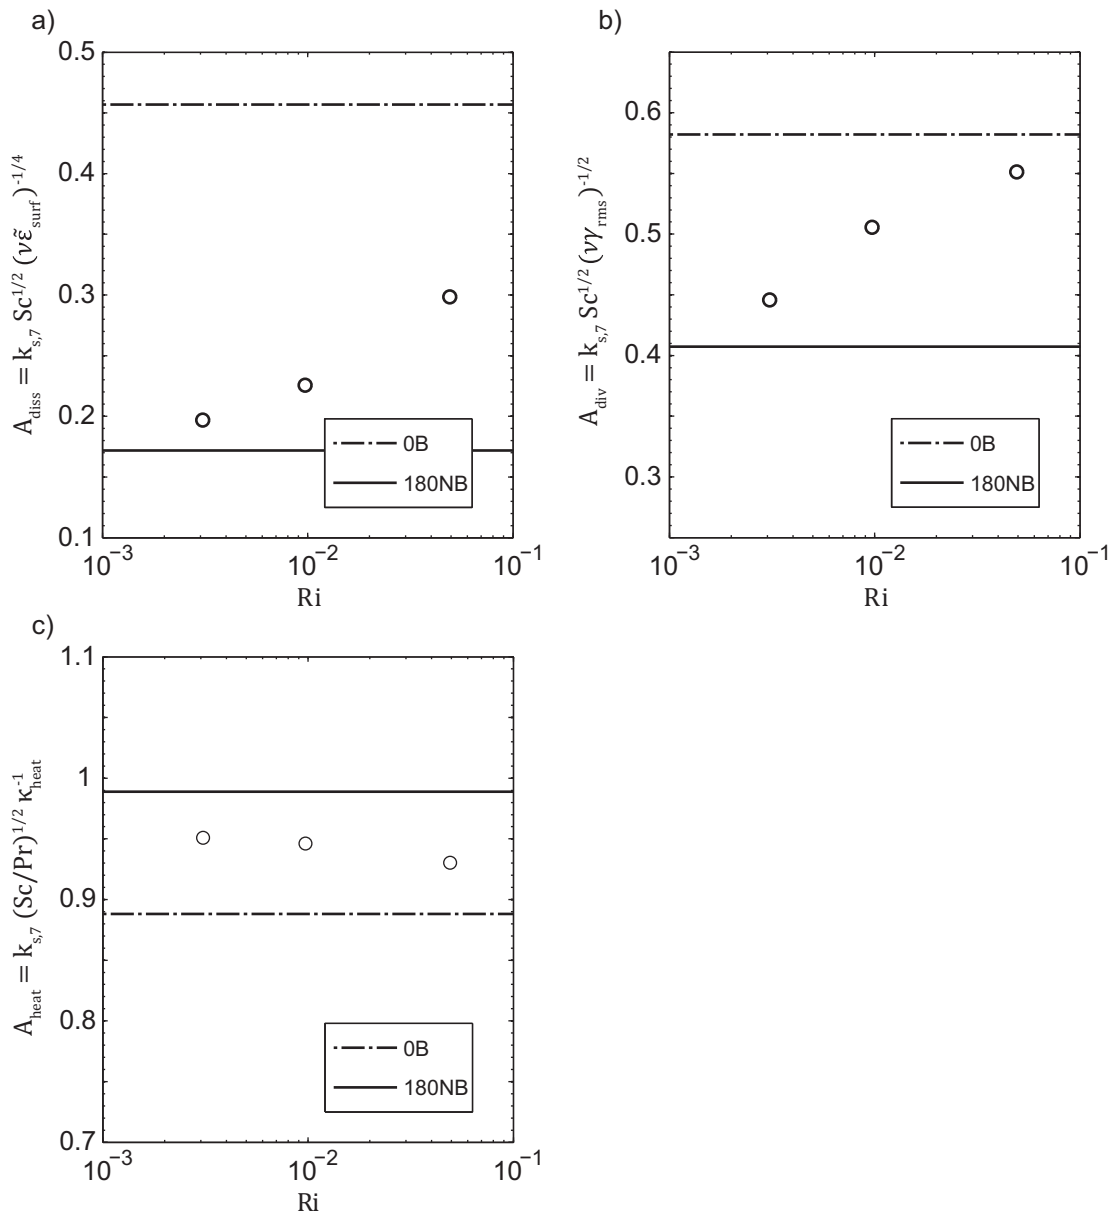 a)
A_diss = k_s,7 Sc^1/2 (νε̃_surf)^-1/4
0.5
0.4
0.3
0.2
0.1
0B
180NB
10^−3
10^−2
10^−1
Ri
b)
A_div = k_s,7 Sc^1/2 (νγ_rms)^-1/2
0.6
0.5
0.4
0.3
0B
180NB
10^−3
10^−2
10^−1
Ri
c)
A_heat = k_s,7 (Sc/Pr)^1/2 κ_heat^-1
1.1
1
0.9
0.8
0.7
0B
180NB
10^−3
10^−2
10^−1
Ri